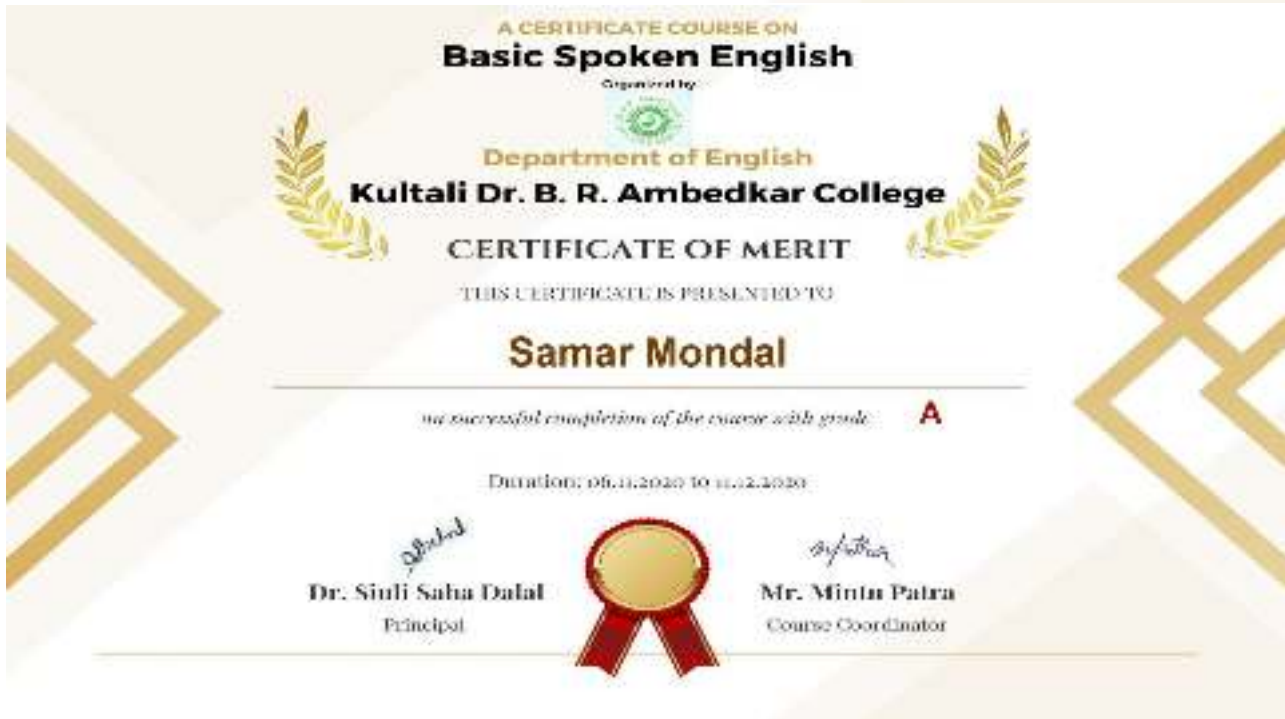 A CERTIFICATE COURSE ON
Basic Spoken English
Organized by
Department of English
Kultali Dr. B. R. Ambedkar College
CERTIFICATE OF MERIT
THIS CERTIFICATE IS PRESENTED TO
Samar Mondal
on successful completion of the course with grade A
Duration: 06.11.2020 to 11.12.2020
Dr. Siuli Saha Dalal Mr. Mintu Patra
Principal Course Coordinator